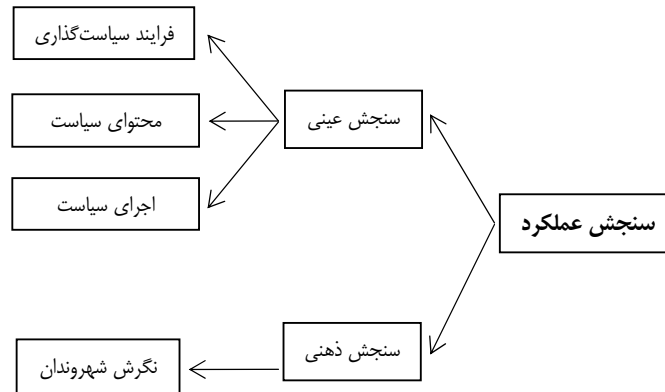 سنجش عملکرد
سنجش عینی
فرایند سیاست‌گذاری
محتوای سیاست
اجرای سیاست
سنجش ذهنی
نگرش شهروندان